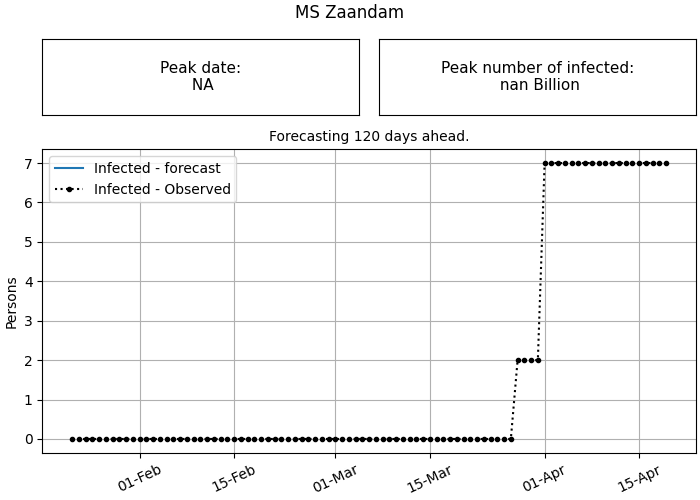 MS Zaandam
Peak date:
NA
Peak number of infected:
nan Billion
Forecasting 120 days ahead.
Infected - forecast
Infected - Observed
Persons
7
6
5
4
3
2
1
0
01-Feb
15-Feb
01-Mar
15-Mar
01-Apr
15-Apr